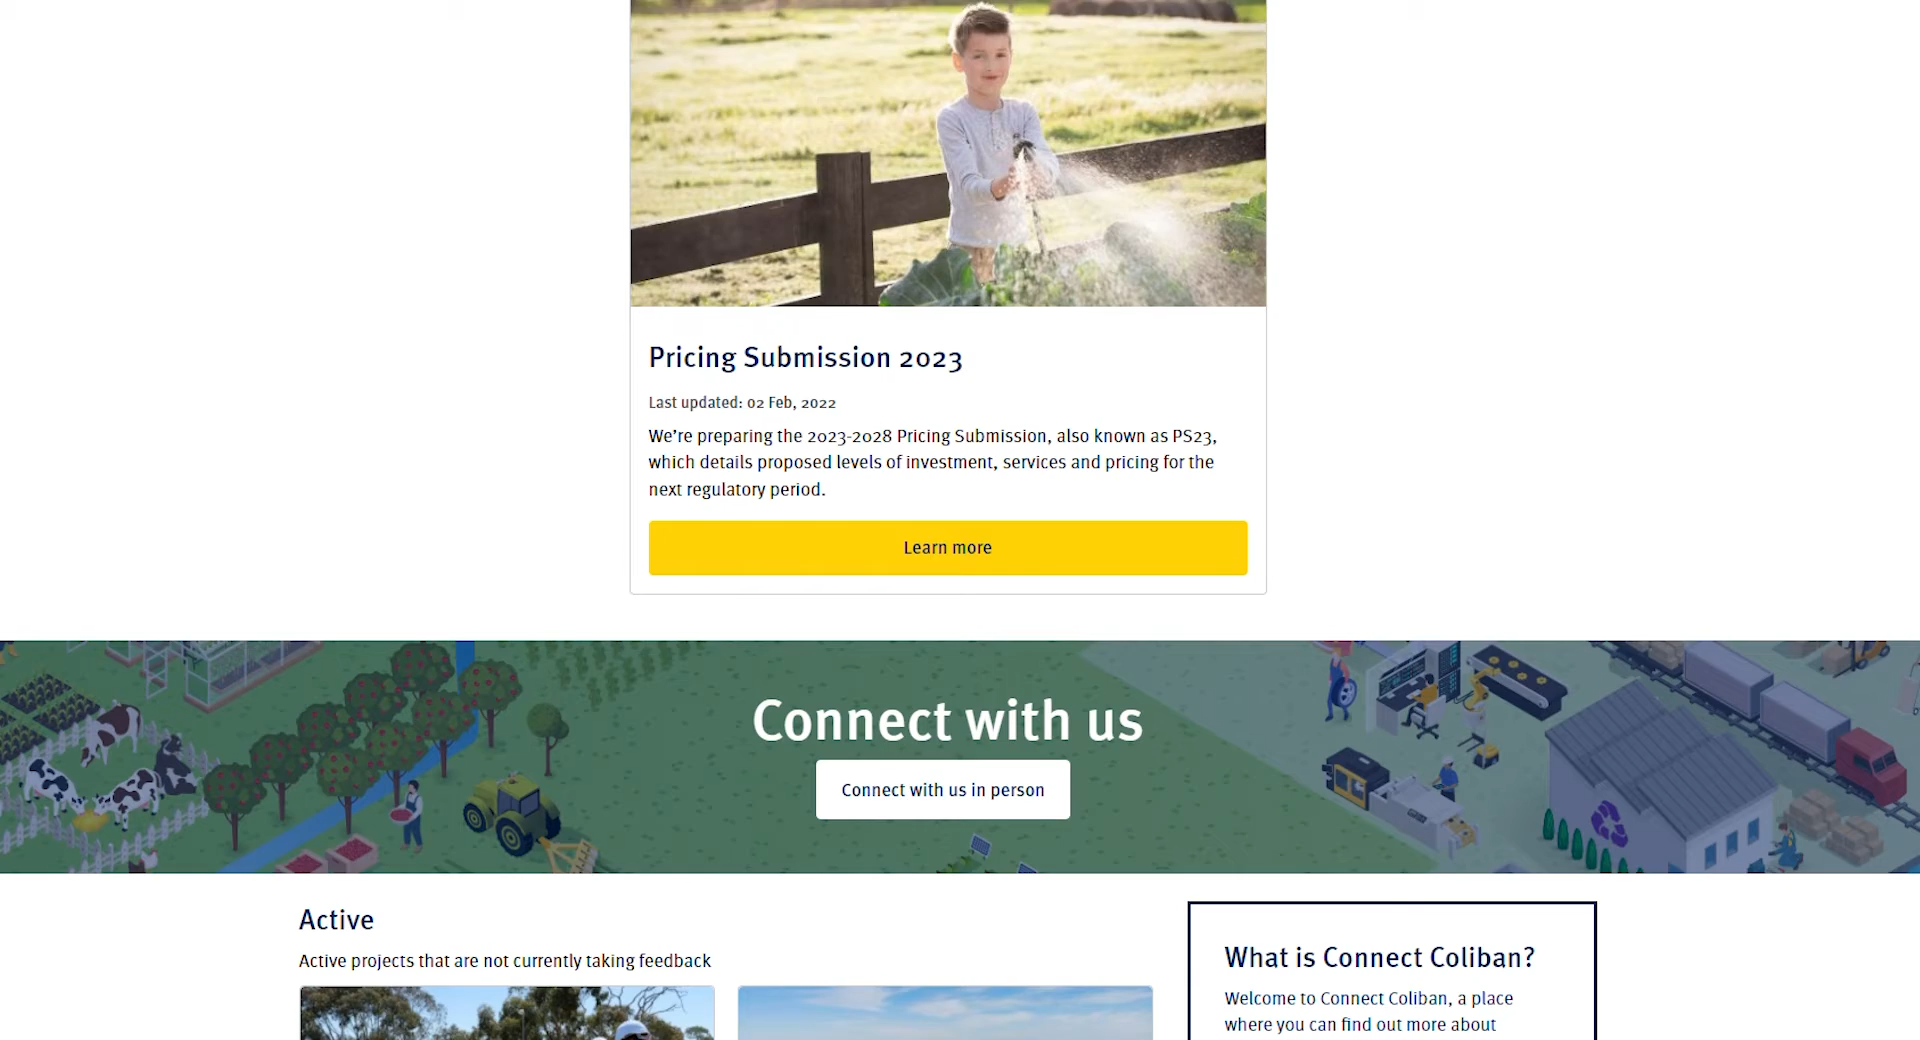 Pricing Submission 2023
Last updated: 02 Feb, 2022
We’re preparing the 2023-2028 Pricing Submission, also known as PS23,
which details proposed levels of investment, services and pricing for the
next regulatory period.
Learn more
Connect with us
Connect with us in person
Active
Active projects that are not currently taking feedback
What is Connect Coliban?
Welcome to Connect Coliban, a place
where you can find out more about